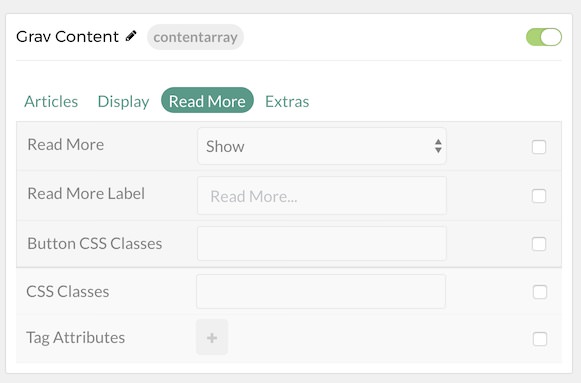 Grav Content contentarray
Articles Display Read More Extras
Read More Show
Read More Label Read More...
Button CSS Classes
CSS Classes
Tag Attributes +